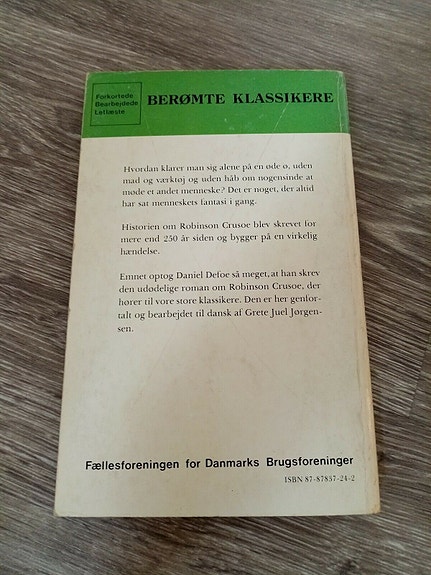 Forkortede
Bearbejdede
Letlæste
BERØMTE KLASSIKERE
Hvordan klarer man sig alene på en øde ø, uden
mad og værktøj og uden håb om nogensinde at
møde et andet menneske? Det er noget, der altid
har sat menneskets fantasi i gang.
Historien om Robinson Crusoe blev skrevet for
mere end 250 år siden og bygger på en virkelig
hændelse.
Emnet optog Daniel Defoe så meget, at han skrev
den udødelige roman om Robinson Crusoe, der
hører til vore store klassikere. Den er her genfor-
talt og bearbejdet til dansk af Grete Juel Jørgen-
sen.
Fællesforeningen for Danmarks Brugsforeninger
ISBN 87-87837-24-2